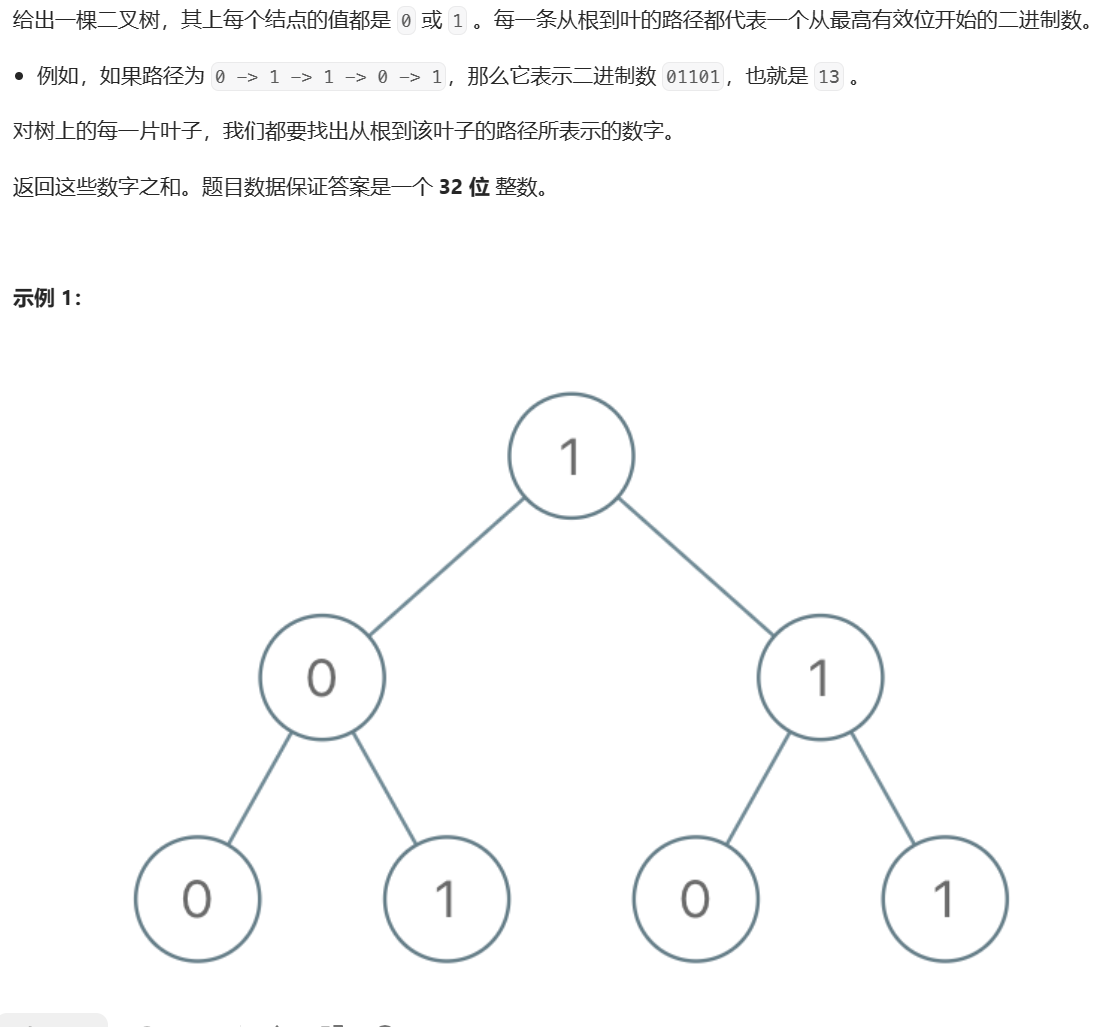 给出一棵二叉树，其上每个结点的值都是 0 或 1 。每一条从根到叶的路径都代表一个从最高有效位开始的二进制数。
• 例如，如果路径为 0 -> 1 -> 1 -> 0 -> 1，那么它表示二进制数 01101，也就是 13 。
对树上的每一片叶子，我们都要找出从根到该叶子的路径所表示的数字。
返回这些数字之和。题目数据保证答案是一个 32 位 整数。
示例 1：
1
0 1
0 1 0 1